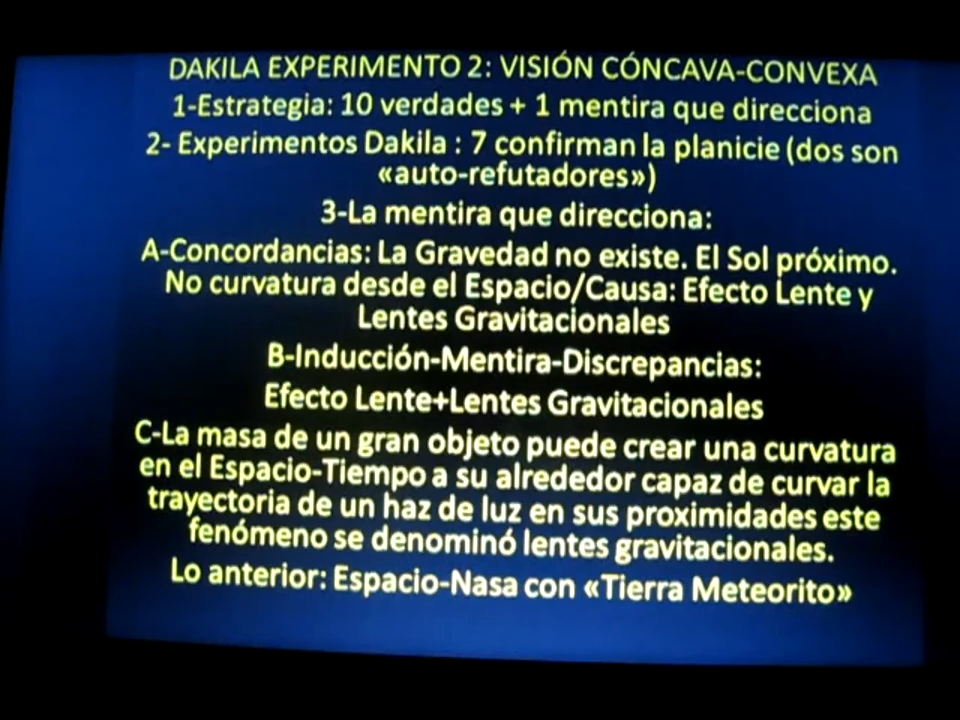 DAKILA EXPERIMENTO 2: VISIÓN CÓNCAVA-CONVEXA
1-Estrategia: 10 verdades + 1 mentira que direcciona
2- Experimentos Dakila : 7 confirman la planicie (dos son
«auto-refutadores»)
3-La mentira que direcciona:
A-Concordancias: La Gravedad no existe. El Sol próximo.
No curvatura desde el Espacio/Causa: Efecto Lente y
Lentes Gravitacionales
B-Inducción-Mentira-Discrepancias:
Efecto Lente+Lentes Gravitacionales
C-La masa de un gran objeto puede crear una curvatura
en el Espacio-Tiempo a su alrededor capaz de curvar la
trayectoria de un haz de luz en sus proximidades este
fenómeno se denominó lentes gravitacionales.
Lo anterior: Espacio-Nasa con «Tierra Meteorito»